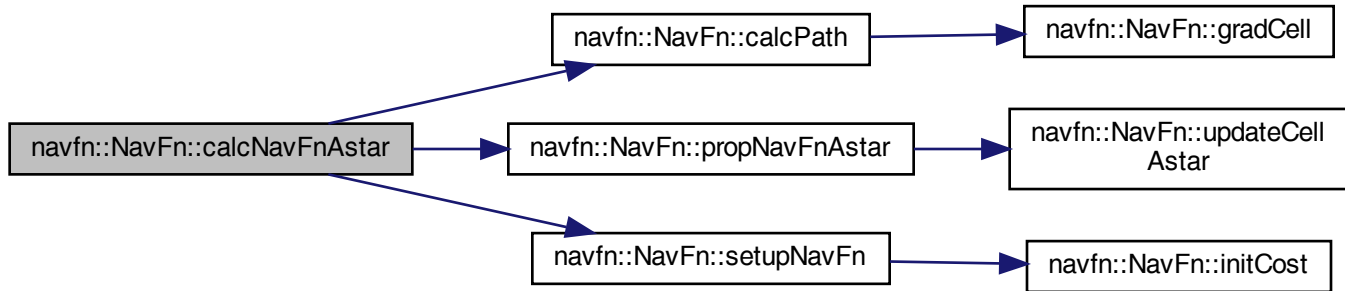 navfn::NavFn::calcNavFnAstar
navfn::NavFn::calcPath
navfn::NavFn::gradCell
navfn::NavFn::propNavFnAstar
navfn::NavFn::updateCell
Astar
navfn::NavFn::setupNavFn
navfn::NavFn::initCost